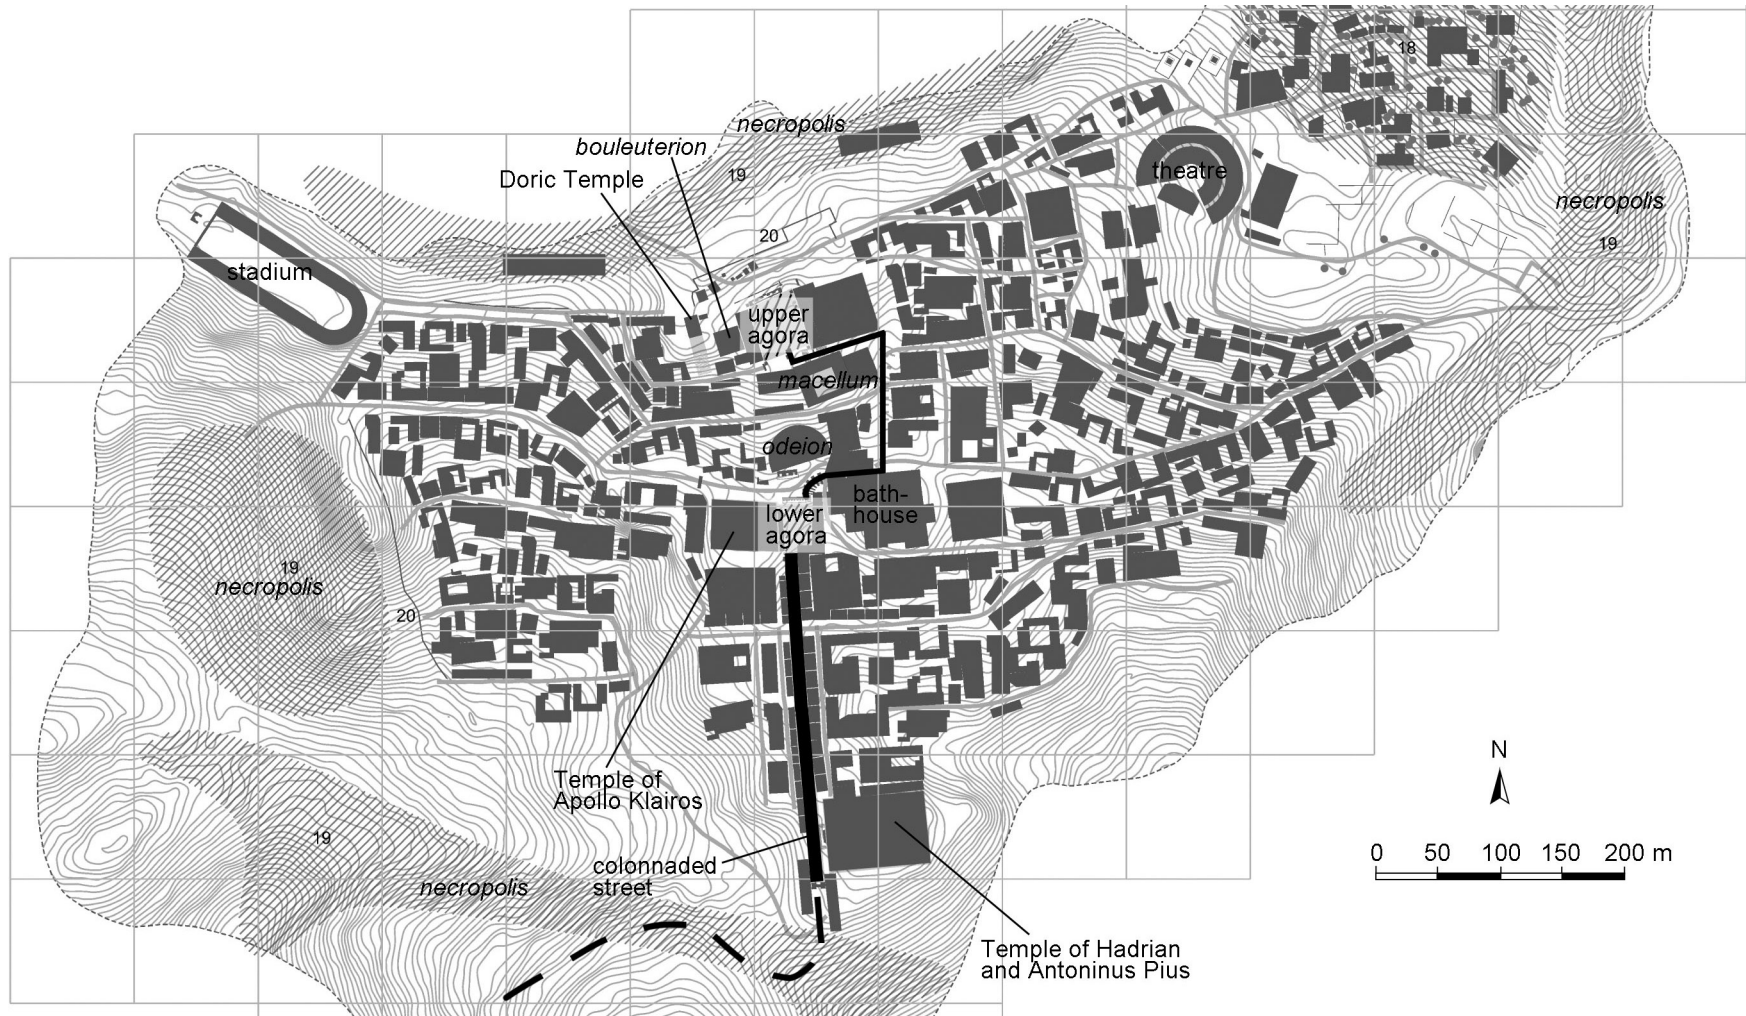 18
necropolis
bouleuterion
theatre
Doric Temple
19
necropolis
20
19
stadium
upper
agora
macellum
odeion
bath-
house
lower
agora
19
necropolis
20
N
Temple of
Apollo Klairos
19
colonnaded
street
necropolis
0 50 100 150 200 m
Temple of Hadrian
and Antoninus Pius